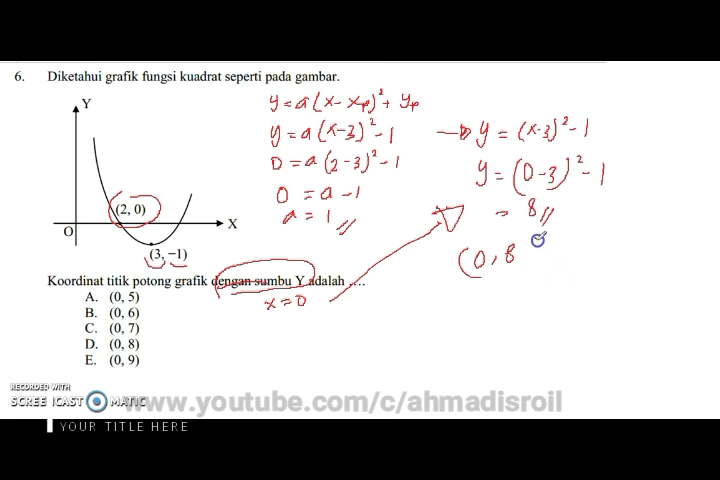 6. Diketahui grafik fungsi kuadrat seperti pada gambar.
Y
(2, 0)
O
X
(3, −1)
y = a(x - xp)² + yp
y = a(x-3)² - 1
0 = a(2-3)² - 1
0 = a - 1
a = 1 //
→ y = (x-3)² - 1
y = (0-3)² - 1
= 8 //
(0, 8
Koordinat titik potong grafik dengan sumbu Y adalah ….
x = 0
A. (0, 5)
B. (0, 6)
C. (0, 7)
D. (0, 8)
E. (0, 9)
RECORDED WITH
SCREENCAST MATIC
www.youtube.com/c/ahmadisroil
YOUR TITLE HERE